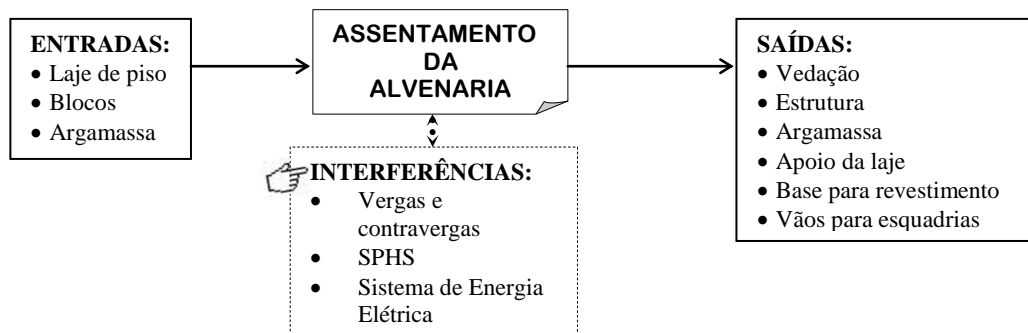 ENTRADAS:
• Laje de piso
• Blocos
• Argamassa
ASSENTAMENTO
DA
ALVENARIA
INTERFERÊNCIAS:
• Vergas e
contravergas
• SPHS
• Sistema de Energia
Elétrica
SAÍDAS:
• Vedação
• Estrutura
• Argamassa
• Apoio da laje
• Base para revestimento
• Vãos para esquadrias